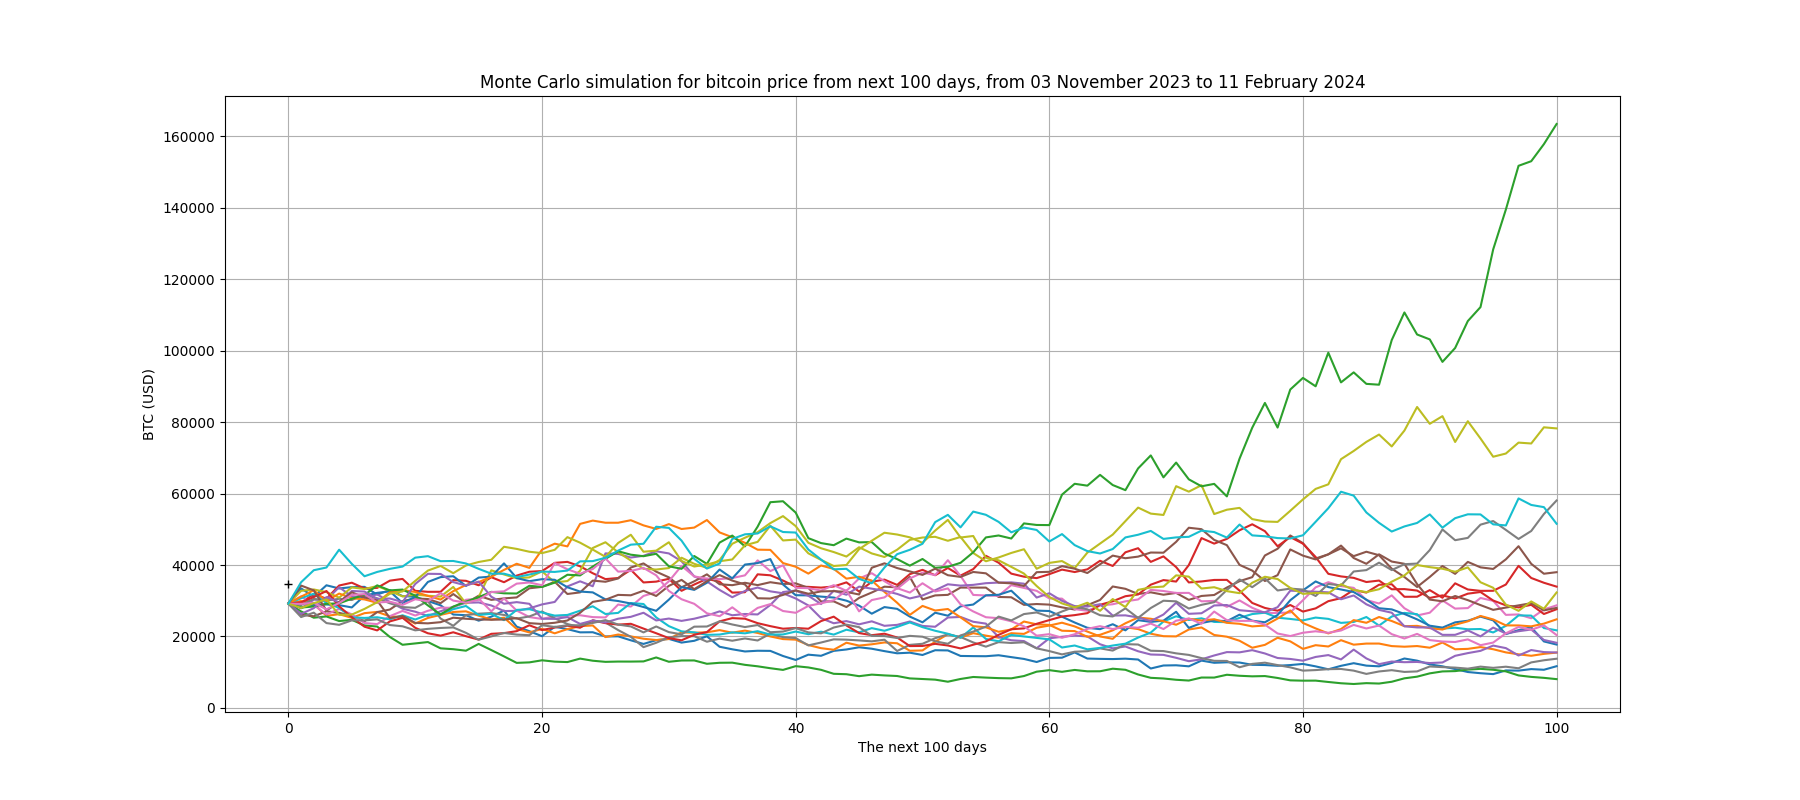 Monte Carlo simulation for bitcoin price from next 100 days, from 03 November 2023 to 11 February 2024
160000
140000
120000
100000
80000
60000
40000
20000
0
BTC (USD)
0 20 40 60 80 100
The next 100 days